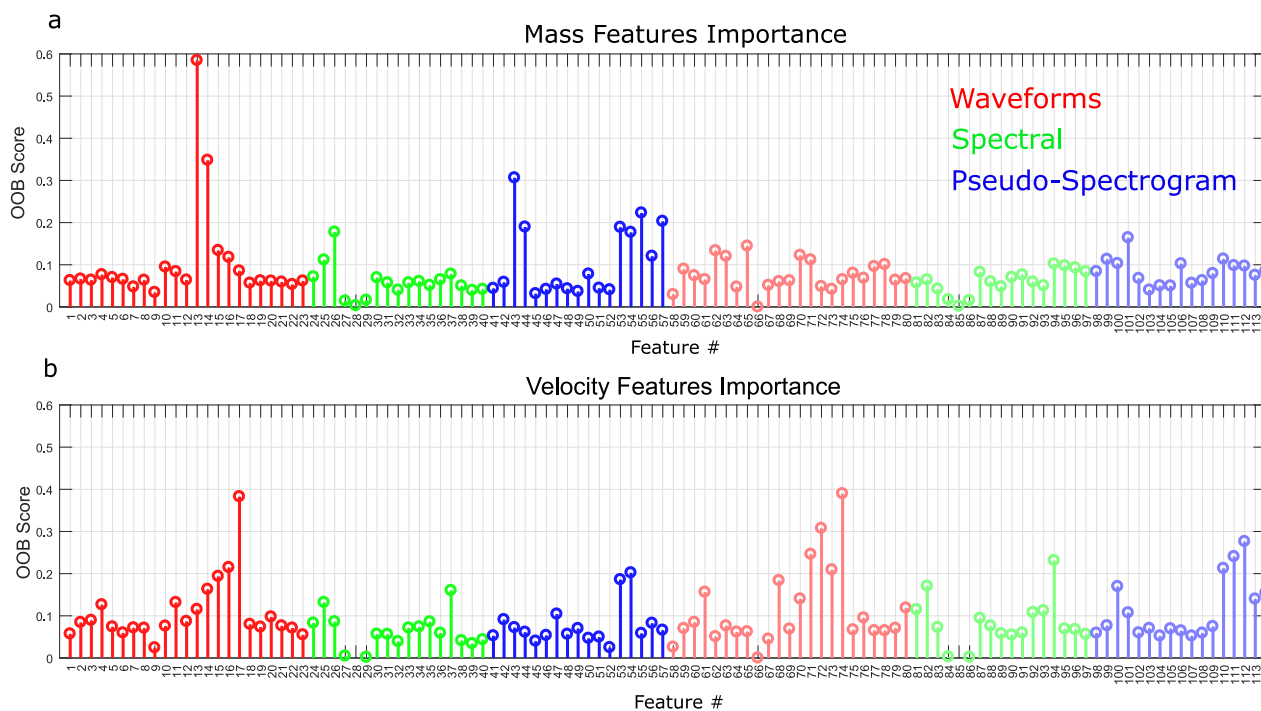 a
Mass Features Importance
0.6
0.5
0.4
0.3
0.2
0.1
0
OOB Score
Waveforms
Spectral
Pseudo-Spectrogram
1 2 3 4 5 6 7 8 9 10 11 12 13 14 15 16 17 18 19 20 21 22 23 24 25 26 27 28 29 30 31 32 33 34 35 36 37 38 39 40 41 42 43 44 45 46 47 48 49 50 51 52 53 54 55 56 57 58 59 60 61 62 63 64 65 66 67 68 69 70 71 72 73 74 75 76 77 78 79 80 81 82 83 84 85 86 87 88 89 90 91 92 93 94 95 96 97 98 99 100 101 102 103 104 105 106 107 108 109 110 111 112 113
Feature #
b
Velocity Features Importance
0.6
0.5
0.4
0.3
0.2
0.1
0
OOB Score
1 2 3 4 5 6 7 8 9 10 11 12 13 14 15 16 17 18 19 20 21 22 23 24 25 26 27 28 29 30 31 32 33 34 35 36 37 38 39 40 41 42 43 44 45 46 47 48 49 50 51 52 53 54 55 56 57 58 59 60 61 62 63 64 65 66 67 68 69 70 71 72 73 74 75 76 77 78 79 80 81 82 83 84 85 86 87 88 89 90 91 92 93 94 95 96 97 98 99 100 101 102 103 104 105 106 107 108 109 110 111 112 113
Feature #